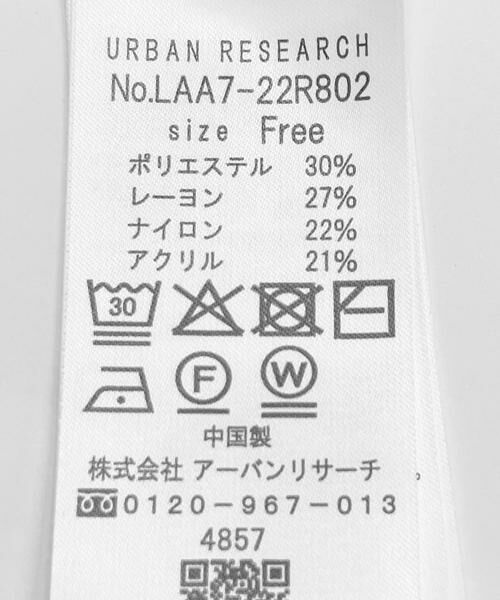 URBAN RESEARCH
No.LAA7-22R802
size Free
ポリエステル 30%
レーヨン 27%
ナイロン 22%
アクリル 21%
30
F W
中国製
株式会社 アーバンリサーチ
0120-967-013
4857